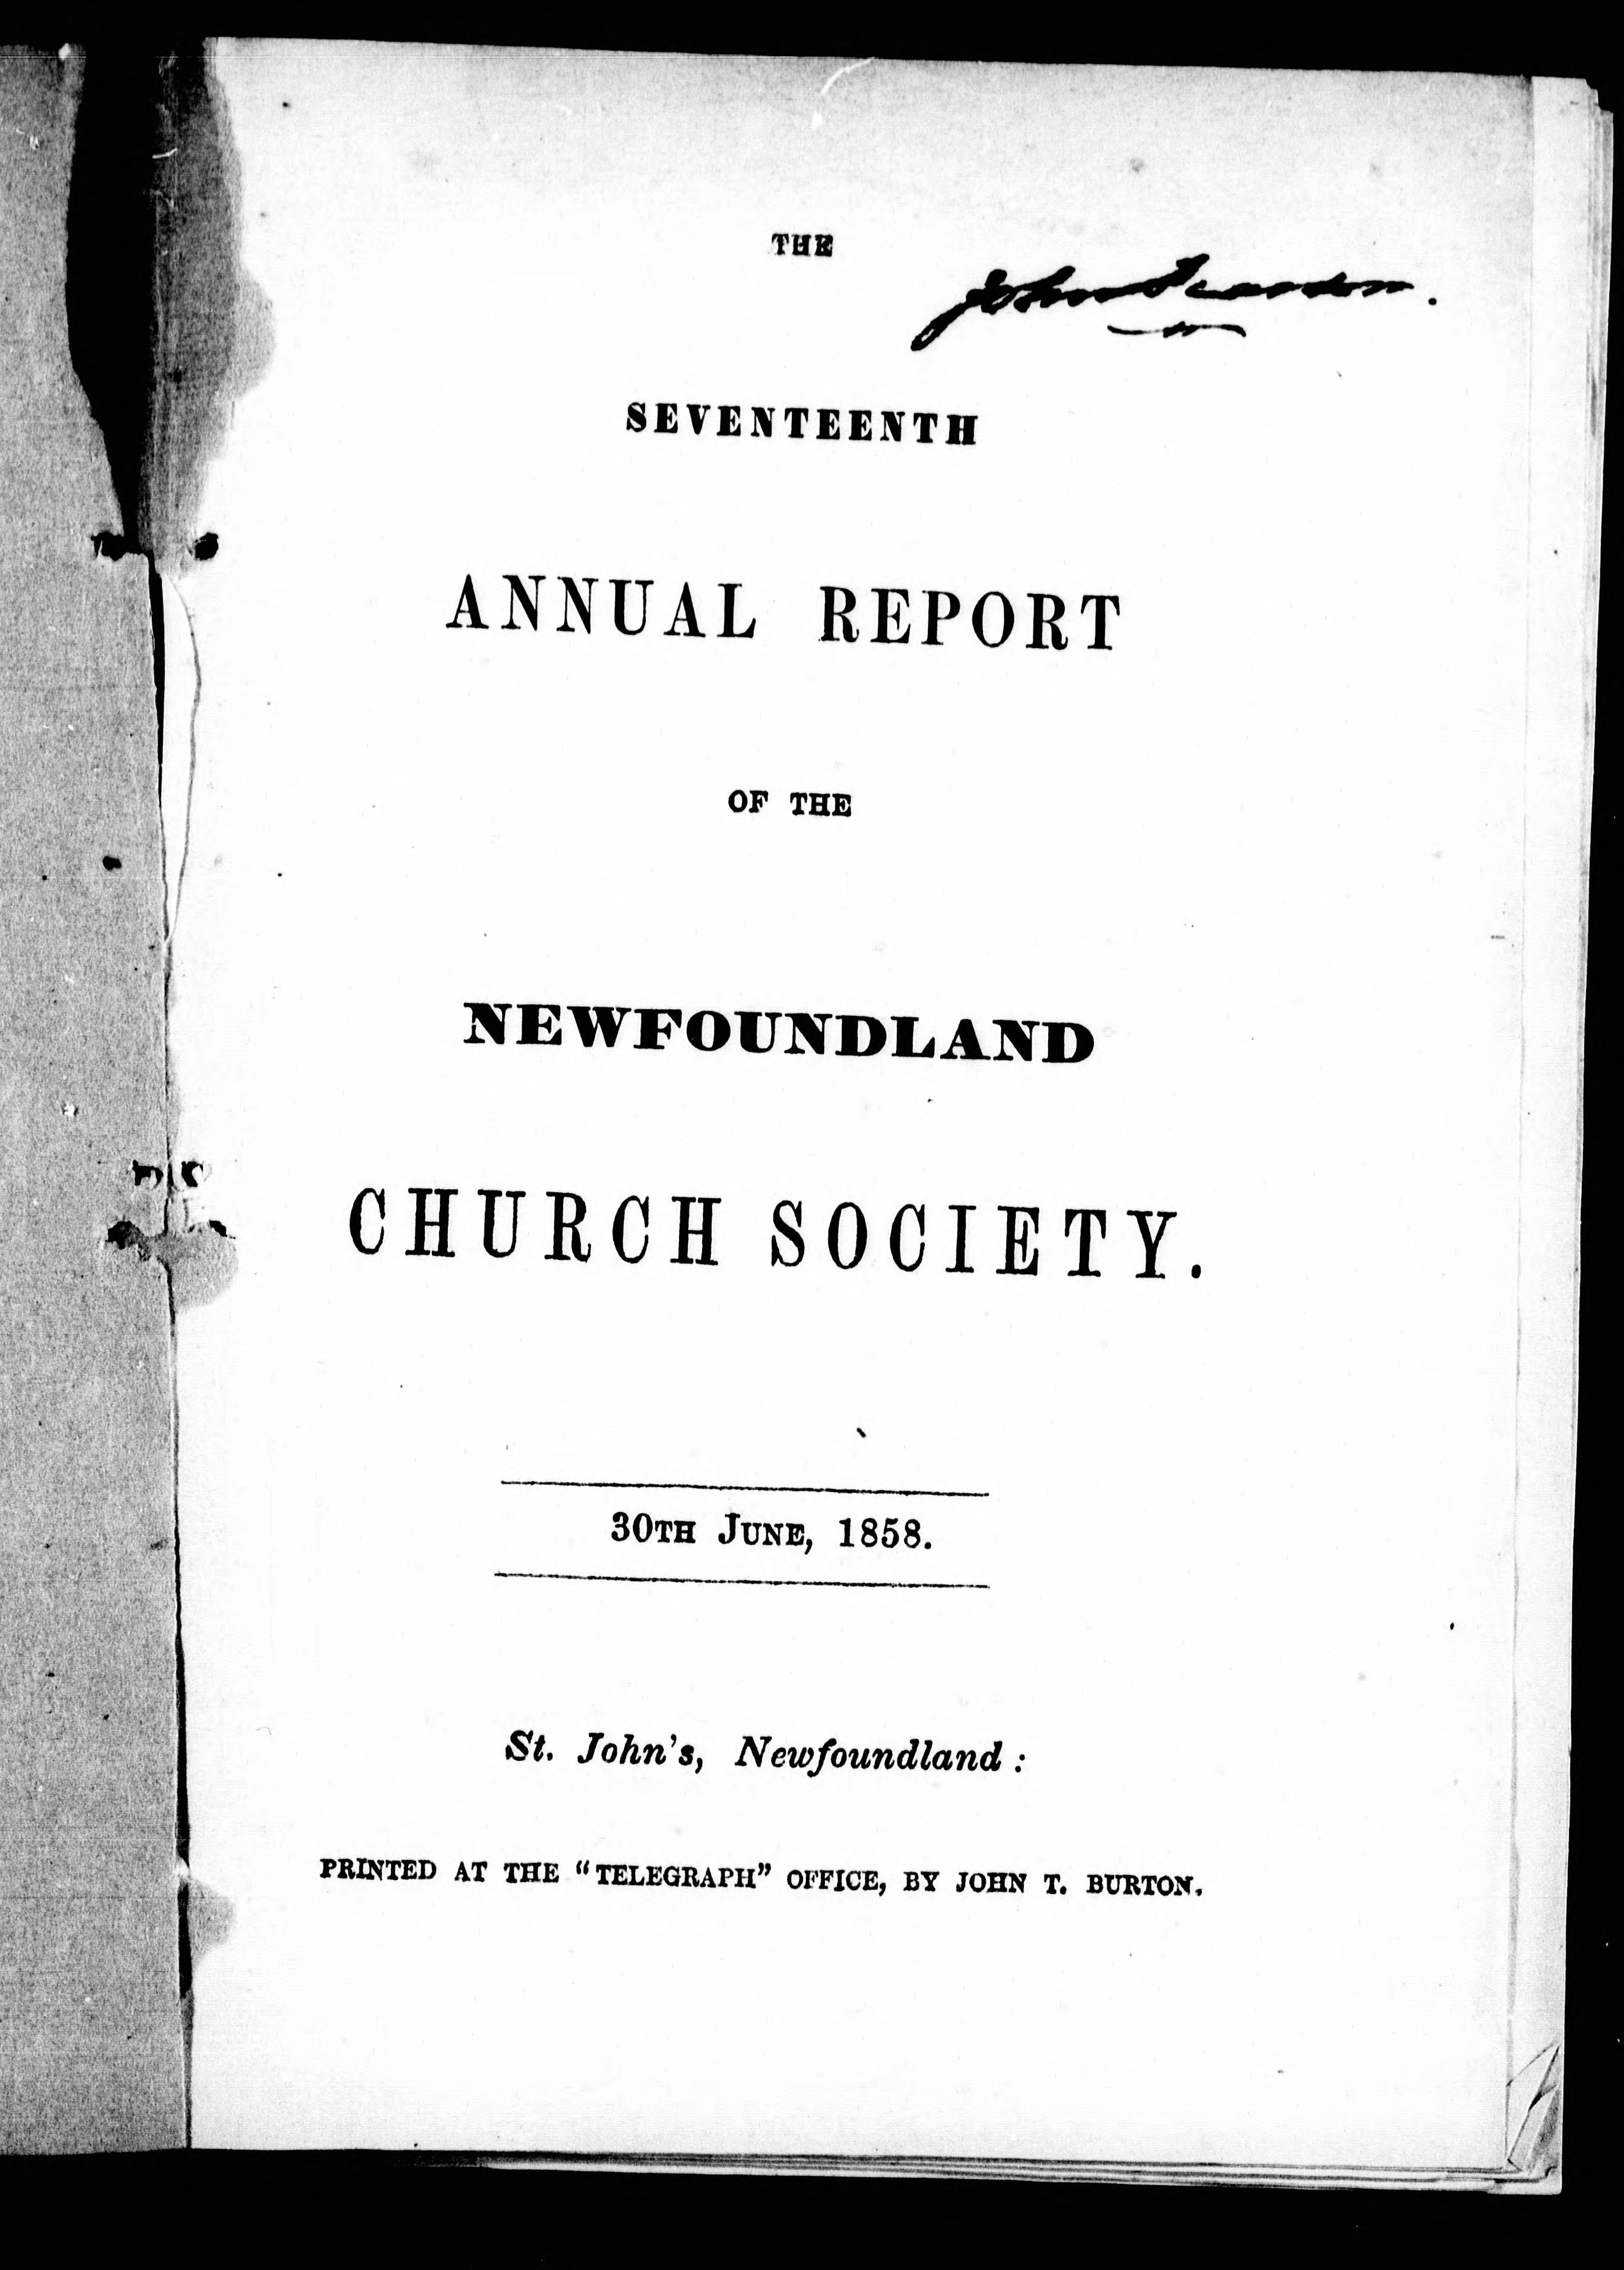 THE
John
SEVENTEENTH
ANNUAL REPORT
OF THE
NEWFOUNDLAND
CHURCH SOCIETY.
30TH JUNE, 1858.
St. John's, Newfoundland :
PRINTED AT THE "TELEGRAPH" OFFICE, BY JOHN T. BURTON.